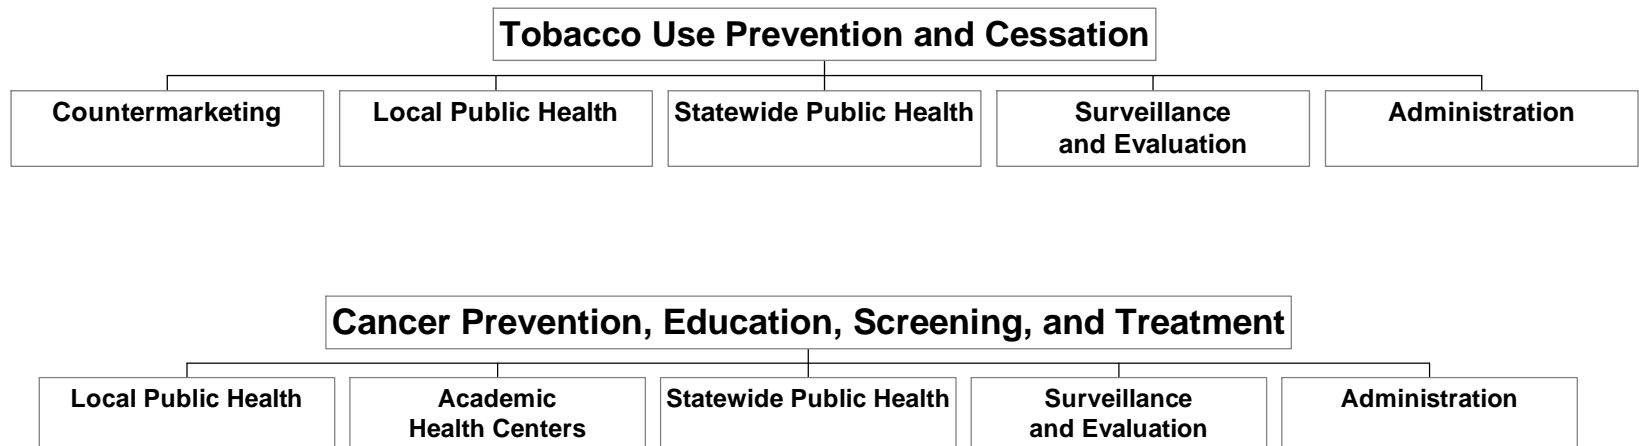 Tobacco Use Prevention and Cessation
Countermarketing
Local Public Health
Statewide Public Health
Surveillance
and Evaluation
Administration
Cancer Prevention, Education, Screening, and Treatment
Local Public Health
Academic
Health Centers
Statewide Public Health
Surveillance
and Evaluation
Administration